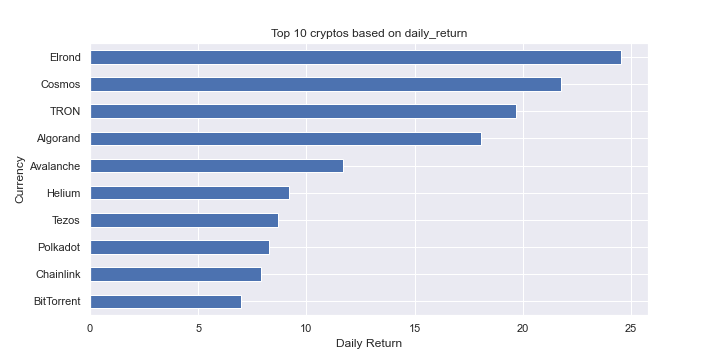 Top 10 cryptos based on daily_return
Currency
Elrond
Cosmos
TRON
Algorand
Avalanche
Helium
Tezos
Polkadot
Chainlink
BitTorrent
0 5 10 15 20 25
Daily Return